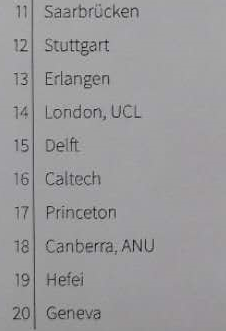 11 Saarbrücken
12 Stuttgart
13 Erlangen
14 London, UCL
15 Delft
16 Caltech
17 Princeton
18 Canberra, ANU
19 Hefei
20 Geneva